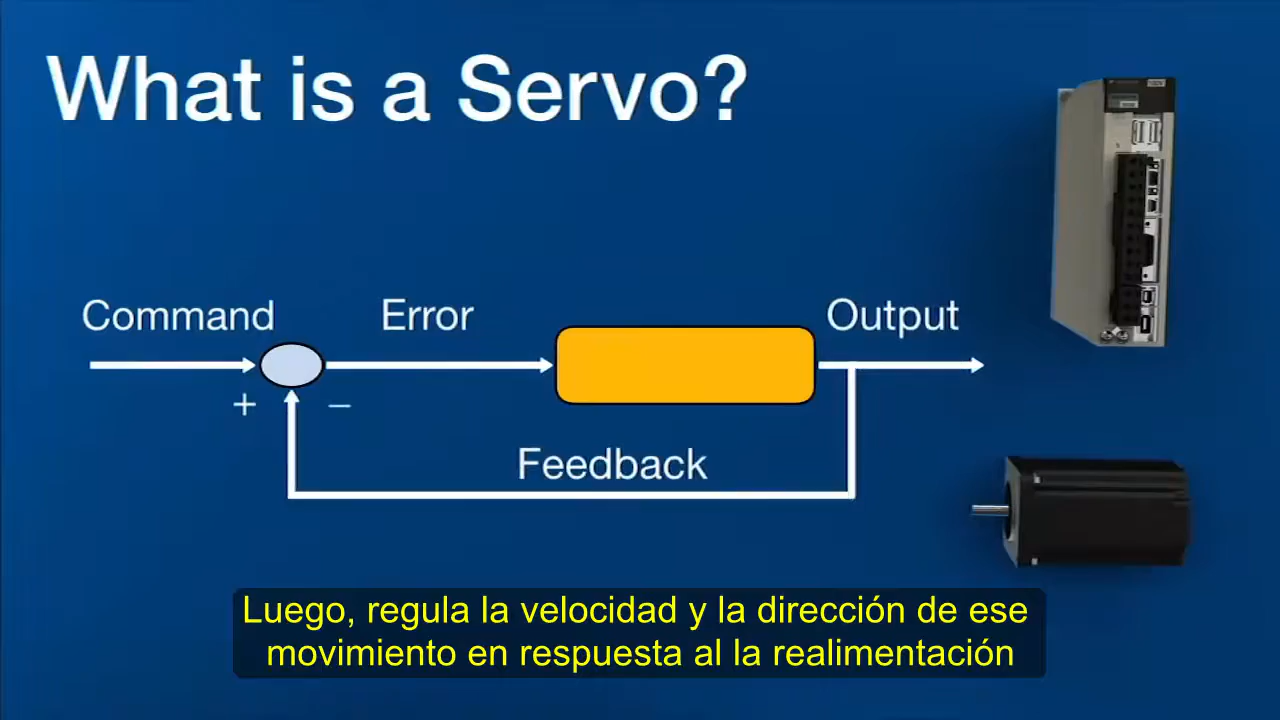 What is a Servo?
Command
Error
Output
+
–
Feedback
Luego, regula la velocidad y la dirección de ese
movimiento en respuesta al la realimentación